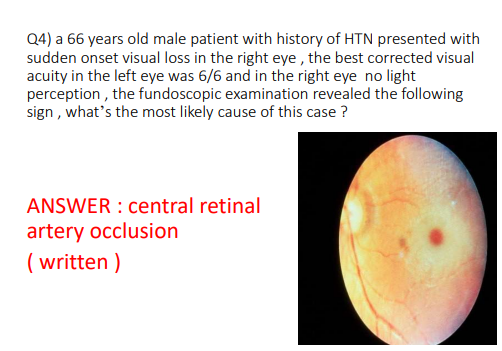 Q4) a 66 years old male patient with history of HTN presented with
sudden onset visual loss in the right eye , the best corrected visual
acuity in the left eye was 6/6 and in the right eye  no light
perception , the fundoscopic examination revealed the following
sign , what’s the most likely cause of this case ?
ANSWER : central retinal
artery occlusion
( written )